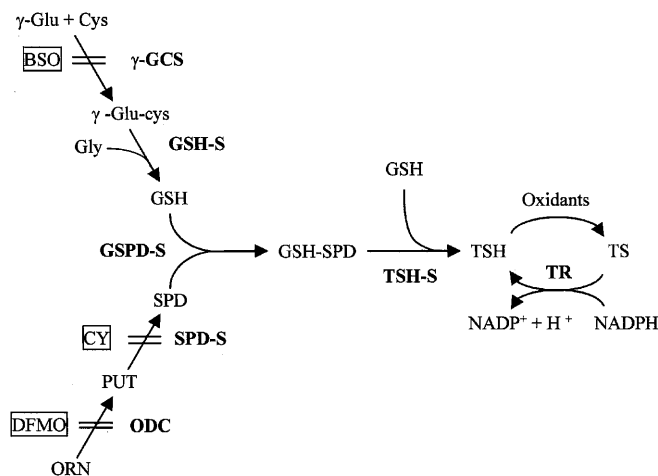 γ-Glu + Cys
BSO γ-GCS
γ -Glu-cys
Gly GSH-S
GSH
GSH
Oxidants
GSPD-S GSH-SPD TSH-S TSH TR TS
SPD
NADP+ + H + NADPH
CY SPD-S
PUT
DFMO ODC
ORN